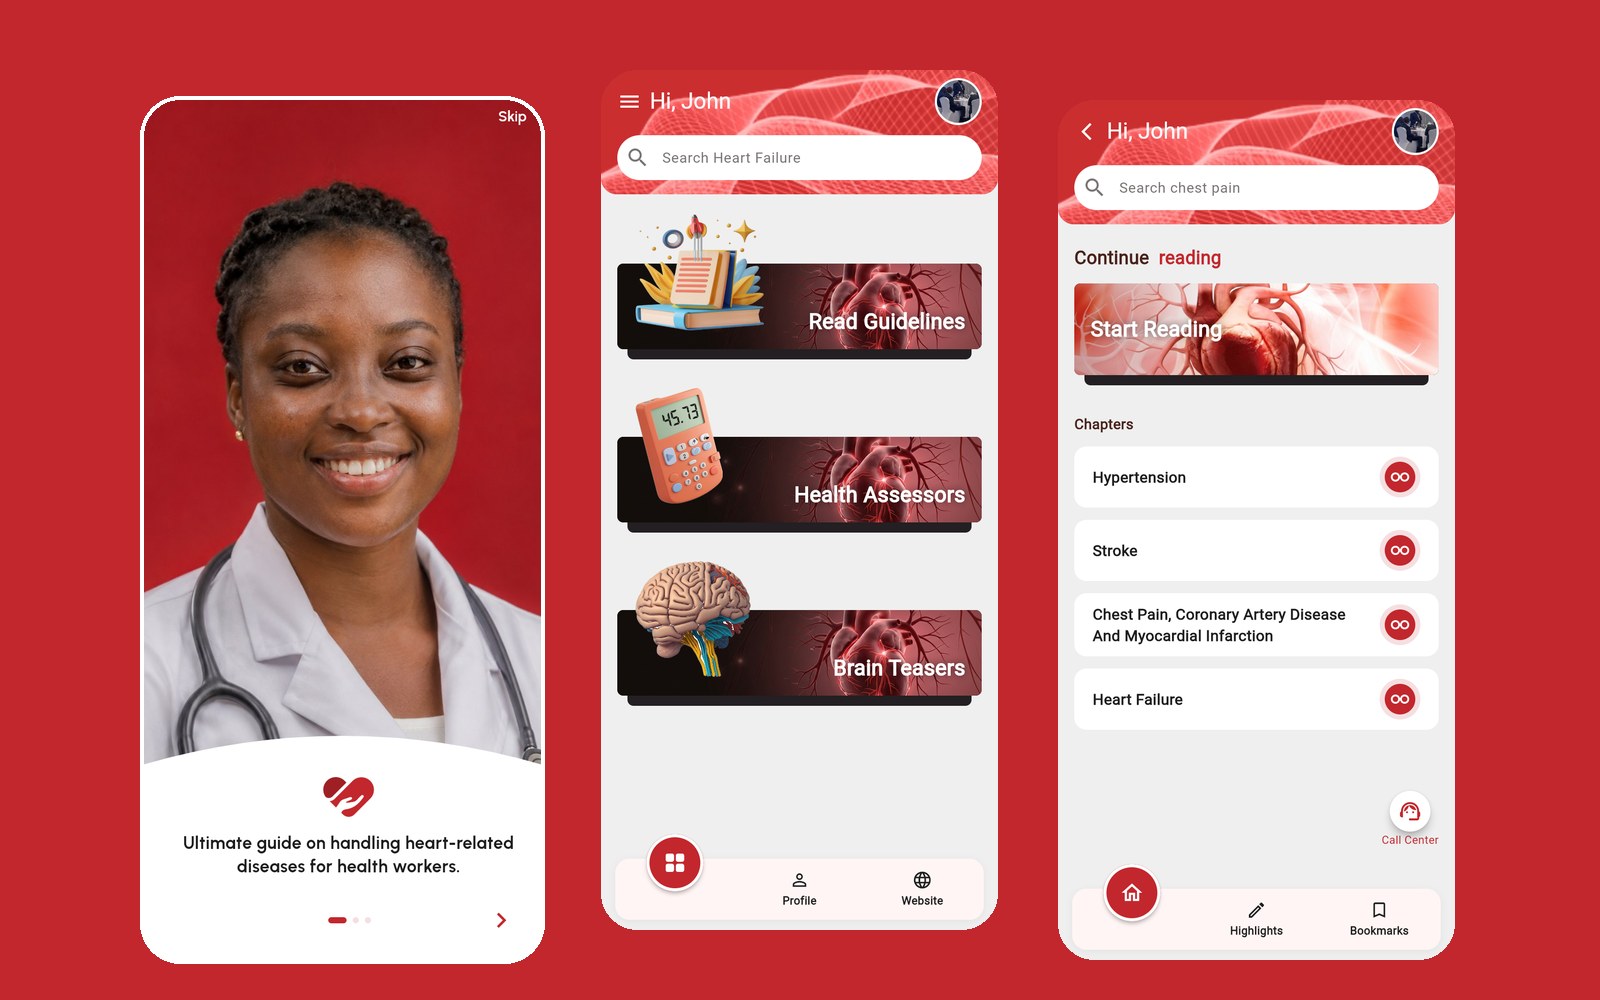 Skip
Ultimate guide on handling heart-related
diseases for health workers.
Hi, John
Search Heart Failure
Read Guidelines
45.73
Health Assessors
Brain Teasers
Profile
Website
Hi, John
Search chest pain
Continue reading
Start Reading
Chapters
Hypertension
Stroke
Chest Pain, Coronary Artery Disease
And Myocardial Infarction
Heart Failure
Call Center
Highlights
Bookmarks